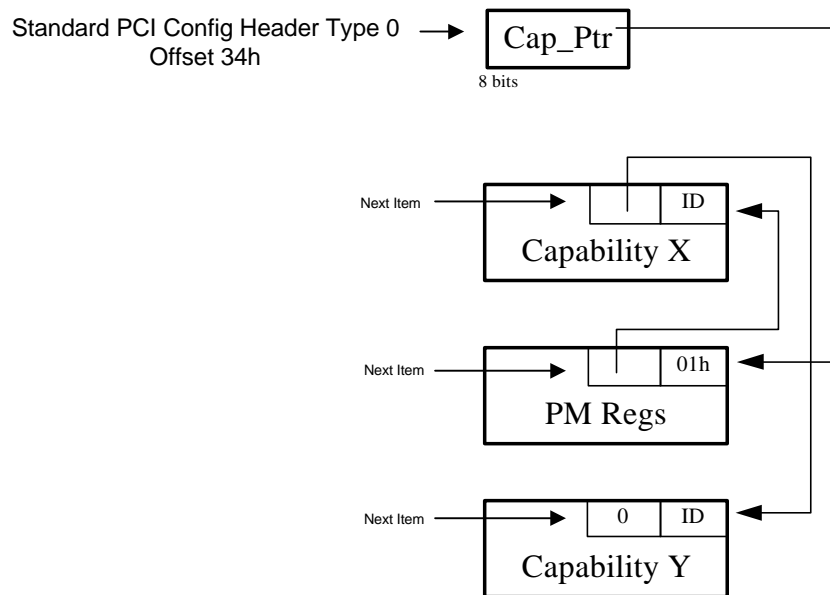 Standard PCI Config Header Type 0
Offset 34h
Cap_Ptr
8 bits
Next Item
ID
Capability X
Next Item
01h
PM Regs
Next Item
0 ID
Capability Y